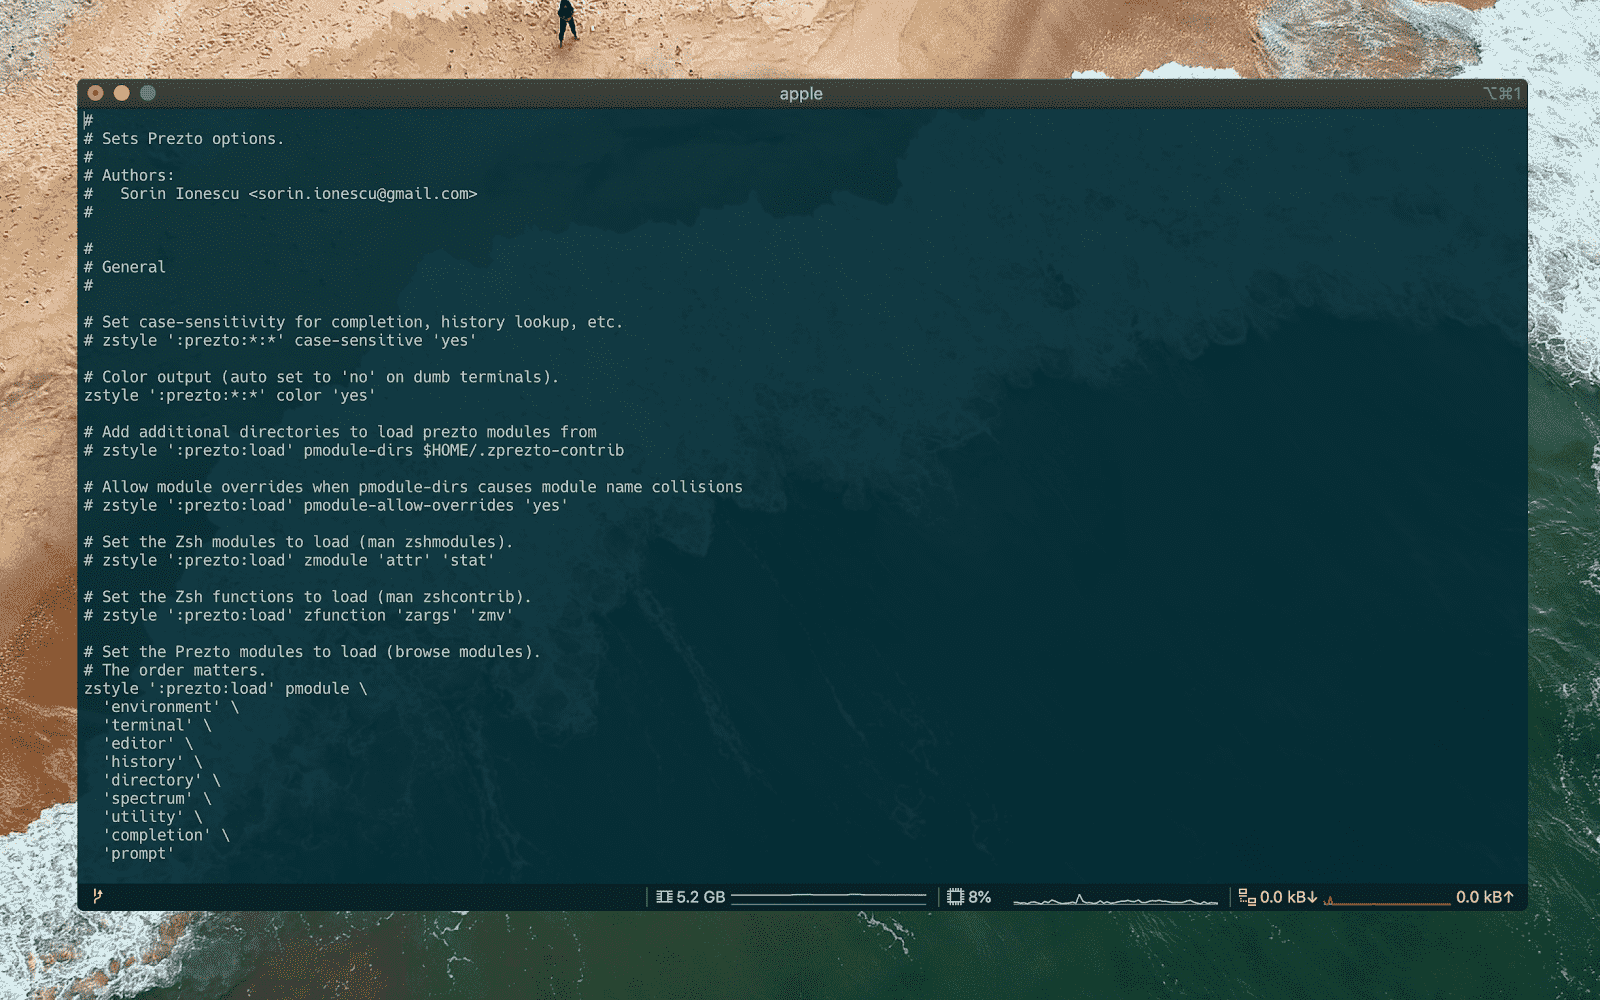 apple
⌥⌘1
#
# Sets Prezto options.
#
# Authors:
#   Sorin Ionescu <sorin.ionescu@gmail.com>
#
#
# General
#
# Set case-sensitivity for completion, history lookup, etc.
# zstyle ':prezto:*:*' case-sensitive 'yes'
# Color output (auto set to 'no' on dumb terminals).
zstyle ':prezto:*:*' color 'yes'
# Add additional directories to load prezto modules from
# zstyle ':prezto:load' pmodule-dirs $HOME/.zprezto-contrib
# Allow module overrides when pmodule-dirs causes module name collisions
# zstyle ':prezto:load' pmodule-allow-overrides 'yes'
# Set the Zsh modules to load (man zshmodules).
# zstyle ':prezto:load' zmodule 'attr' 'stat'
# Set the Zsh functions to load (man zshcontrib).
# zstyle ':prezto:load' zfunction 'zargs' 'zmv'
# Set the Prezto modules to load (browse modules).
# The order matters.
zstyle ':prezto:load' pmodule \
  'environment' \
  'terminal' \
  'editor' \
  'history' \
  'directory' \
  'spectrum' \
  'utility' \
  'completion' \
  'prompt'
5.2 GB
8%
0.0 kB↓
0.0 kB↑